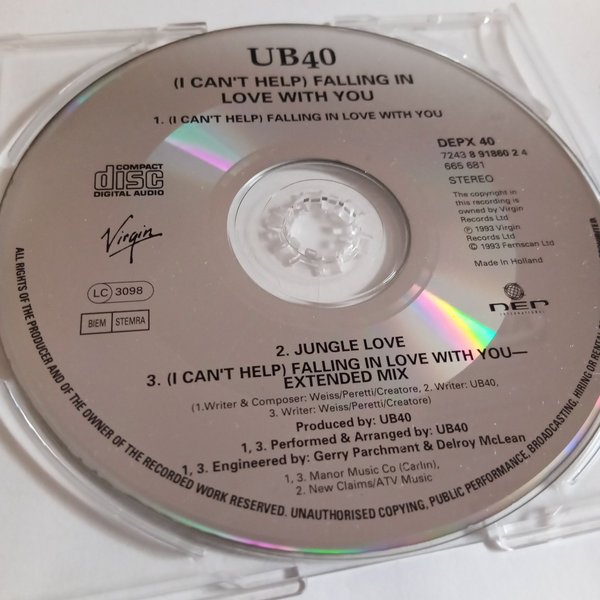 UB40
(I CAN'T HELP) FALLING IN
LOVE WITH YOU
1. (I CAN'T HELP) FALLING IN LOVE WITH YOU
COMPACT
disc
DIGITAL AUDIO
Virgin
LC 3098
BIEM STEMRA
DEPX 40
7243 8 91860 2 4
665 681
STEREO
The copyright in
this recording is
owned by Virgin
Records Ltd
℗ 1993 Virgin
Records Ltd
© 1993 Fernscan Ltd
Made in Holland
DEP
INTERNATIONAL
2. JUNGLE LOVE
3. (I CAN'T HELP) FALLING IN LOVE WITH YOU—
EXTENDED MIX
(1.Writer & Composer: Weiss/Peretti/Creatore, 2. Writer: UB40,
3. Writer: Weiss/Peretti/Creatore)
Produced by: UB40
1, 3. Performed & Arranged by: UB40
1, 3. Engineered by: Gerry Parchment & Delroy McLean
1, 3. Manor Music Co (Carlin),
2. New Claims/ATV Music
ALL RIGHTS OF THE PRODUCER AND OF THE OWNER OF THE RECORDED WORK RESERVED. UNAUTHORISED COPYING, PUBLIC PERFORMANCE, BROADCASTING, HIRING OR RENTAL